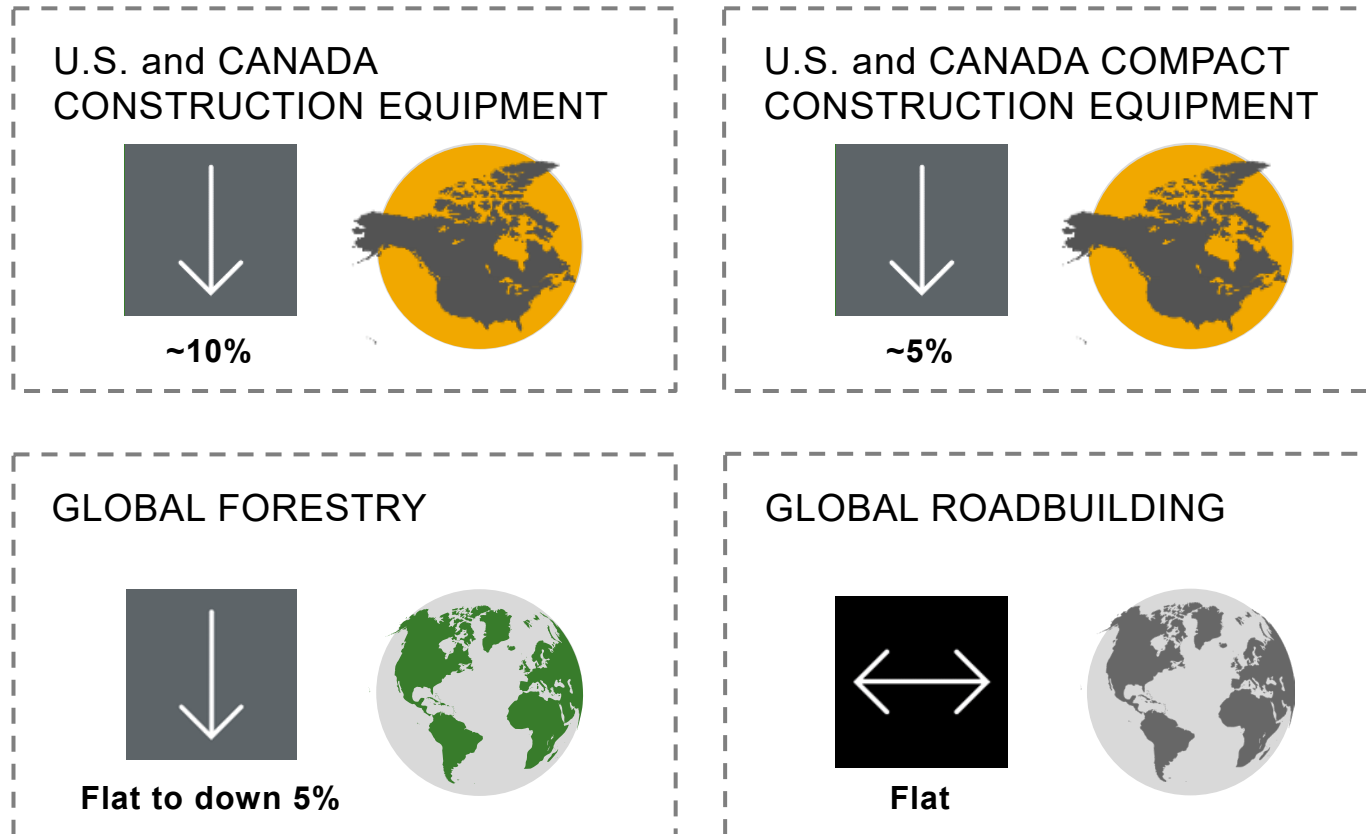 U.S. and CANADA
CONSTRUCTION EQUIPMENT
~10%
U.S. and CANADA COMPACT
CONSTRUCTION EQUIPMENT
~5%
GLOBAL FORESTRY
Flat to down 5%
GLOBAL ROADBUILDING
Flat